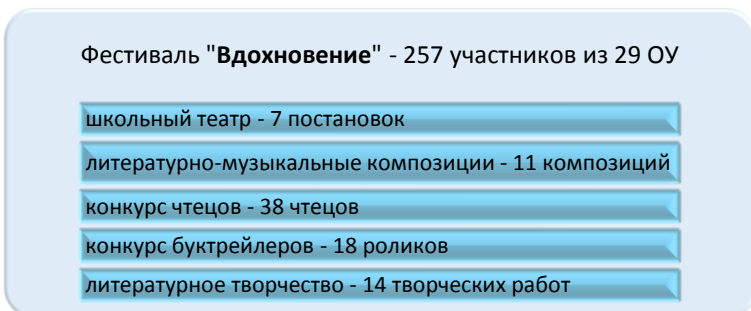 Фестиваль "Вдохновение" - 257 участников из 29 ОУ
школьный театр - 7 постановок
литературно-музыкальные композиции - 11 композиций
конкурс чтецов - 38 чтецов
конкурс буктрейлеров - 18 роликов
литературное творчество - 14 творческих работ